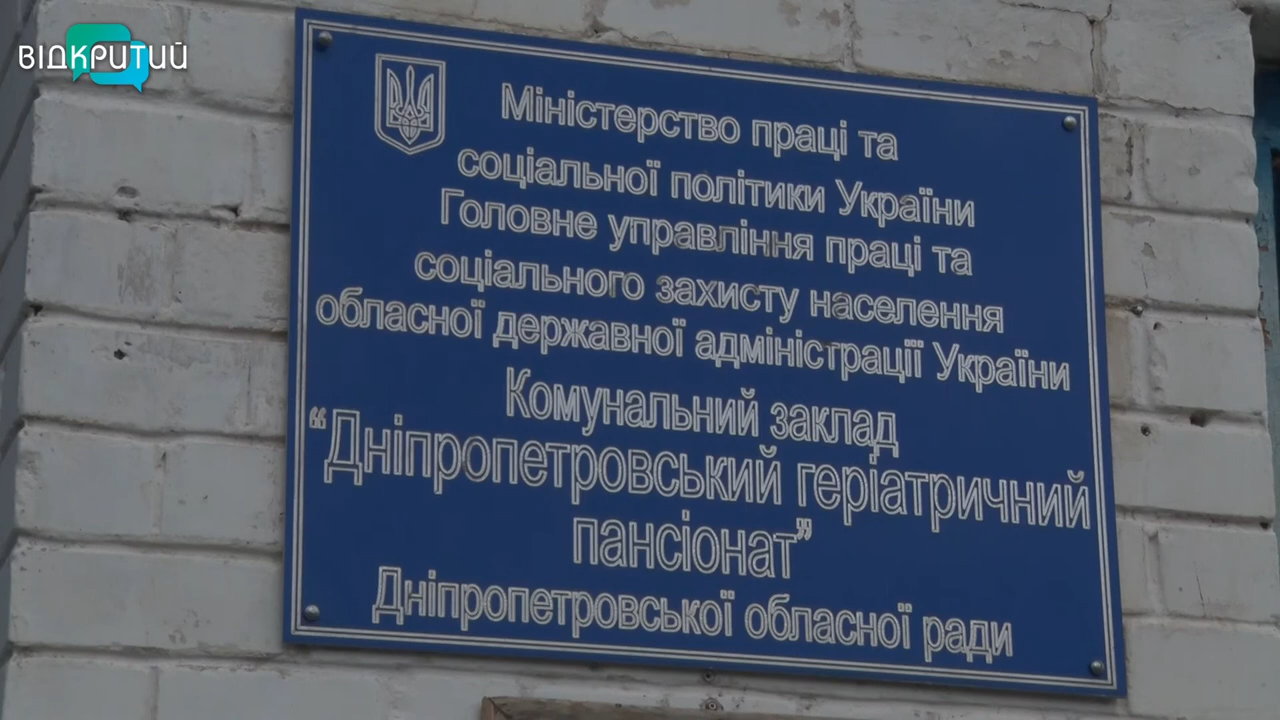 ВІДКРИТИЙ
Міністерство праці та
соціальної політики України
Головне управління праці та
соціального захисту населення
обласної державної адміністрації України
Комунальний заклад
“Дніпропетровський геріатричний
пансіонат”
Дніпропетровської обласної ради